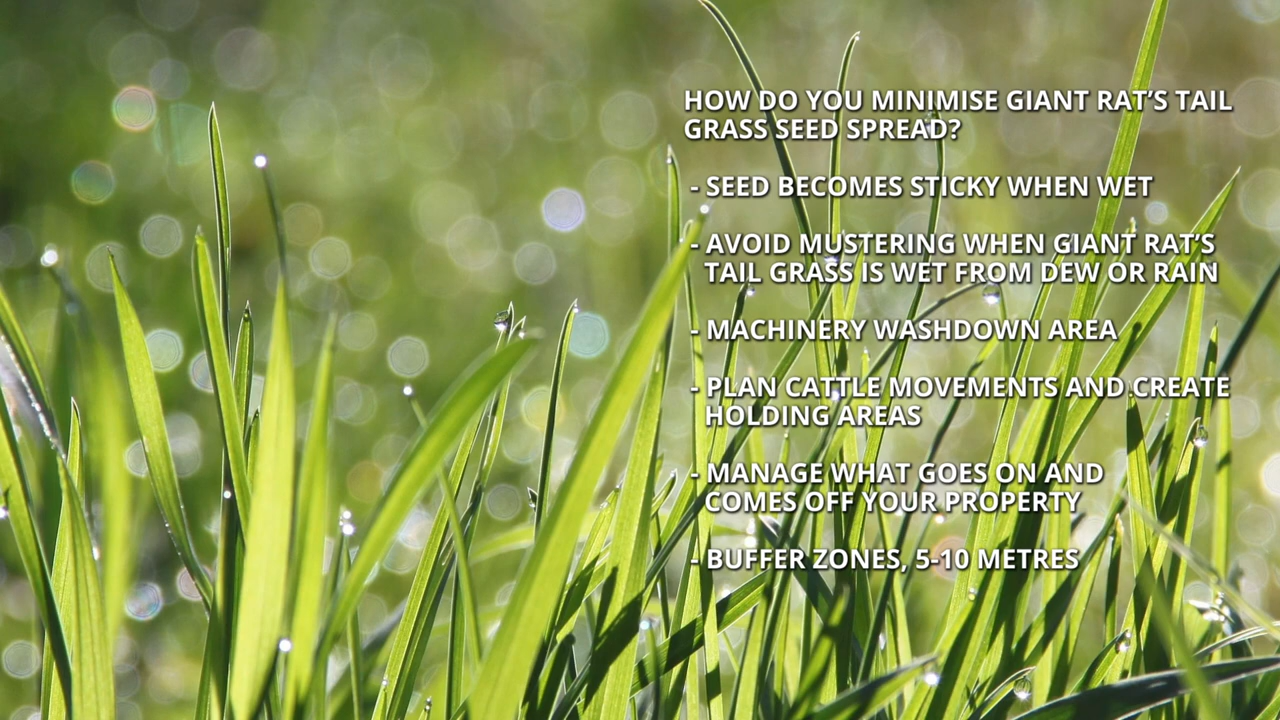 HOW DO YOU MINIMISE GIANT RAT'S TAIL
GRASS SEED SPREAD?
- SEED BECOMES STICKY WHEN WET
- AVOID MUSTERING WHEN GIANT RAT'S
TAIL GRASS IS WET FROM DEW OR RAIN
- MACHINERY WASHDOWN AREA
- PLAN CATTLE MOVEMENTS AND CREATE
HOLDING AREAS
- MANAGE WHAT GOES ON AND
COMES OFF YOUR PROPERTY
- BUFFER ZONES, 5-10 METRES